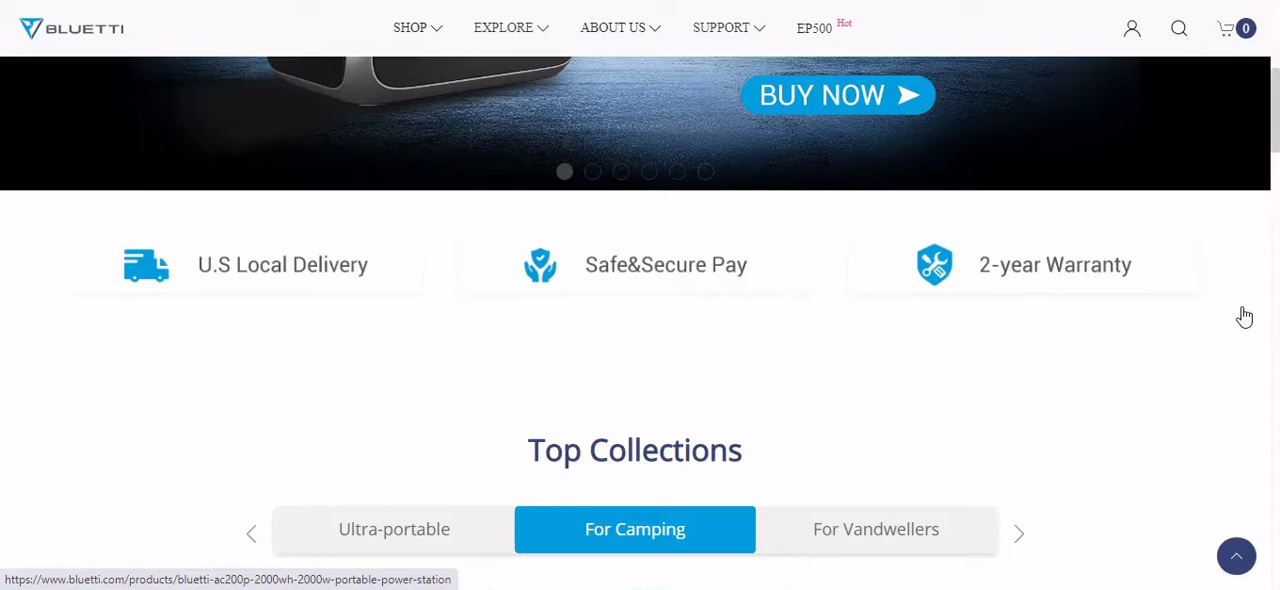 BLUETTI SHOP EXPLORE ABOUT US SUPPORT EP500 Hot 0
BUY NOW
U.S Local Delivery Safe&Secure Pay 2-year Warranty
Top Collections
Ultra-portable For Camping For Vandwellers
https://www.bluetti.com/products/bluetti-ac200p-2000wh-2000w-portable-power-station